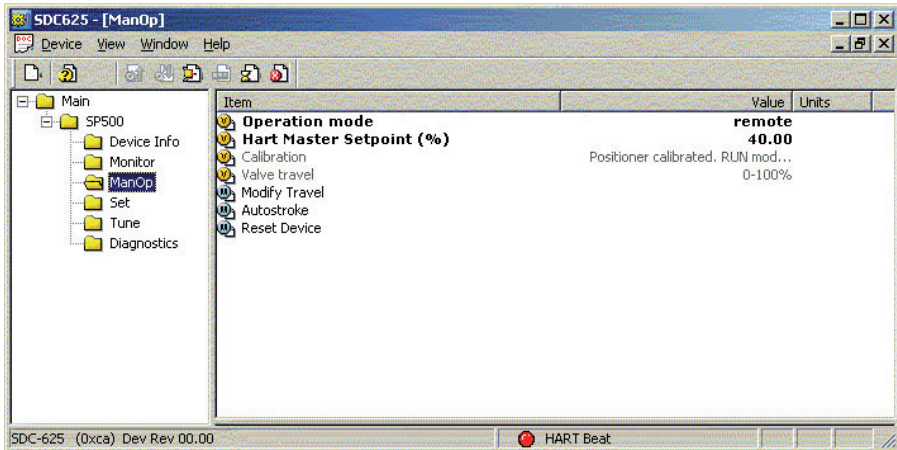 SDC625 - [ManOp]
Device View Window Help
Main
SP500
Device Info
Monitor
ManOp
Set
Tune
Diagnostics
Item Value Units
Operation mode remote
Hart Master Setpoint (%) 40.00
Calibration Positioner calibrated, RUN mod...
Valve travel 0-100%
Modify Travel
Autostroke
Reset Device
SDC-625 (0xca) Dev Rev 00.00 HART Beat